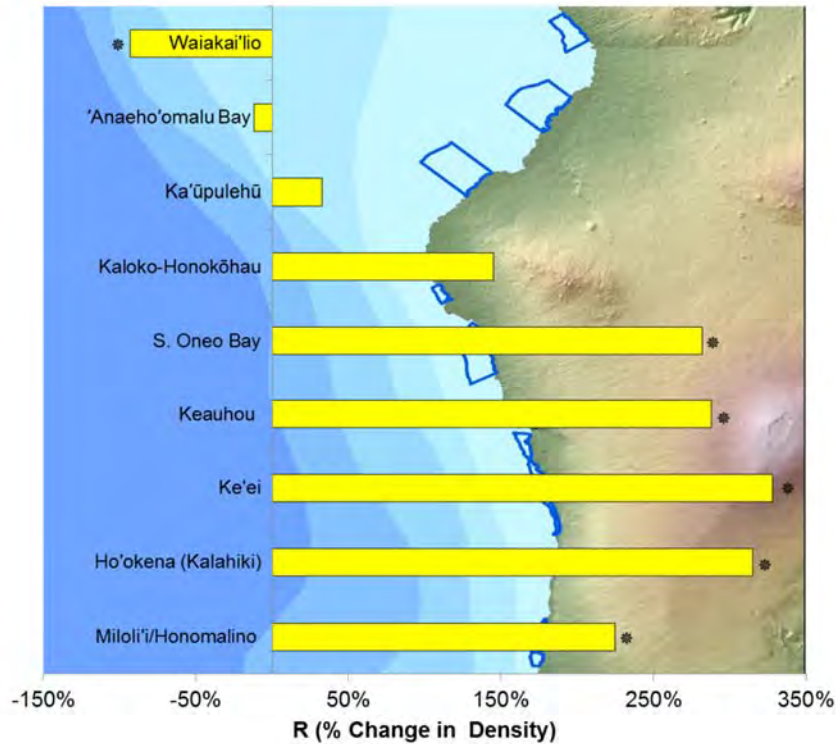 Waiakai'lio
'Anaeho'omalu Bay
Ka'ūpulehū
Kaloko-Honokōhau
S. Oneo Bay
Keauhou
Ke'ei
Ho'okena (Kalahiki)
Miloli'i/Honomalino
-150% -50% 50% 150% 250% 350%
R (% Change in Density)